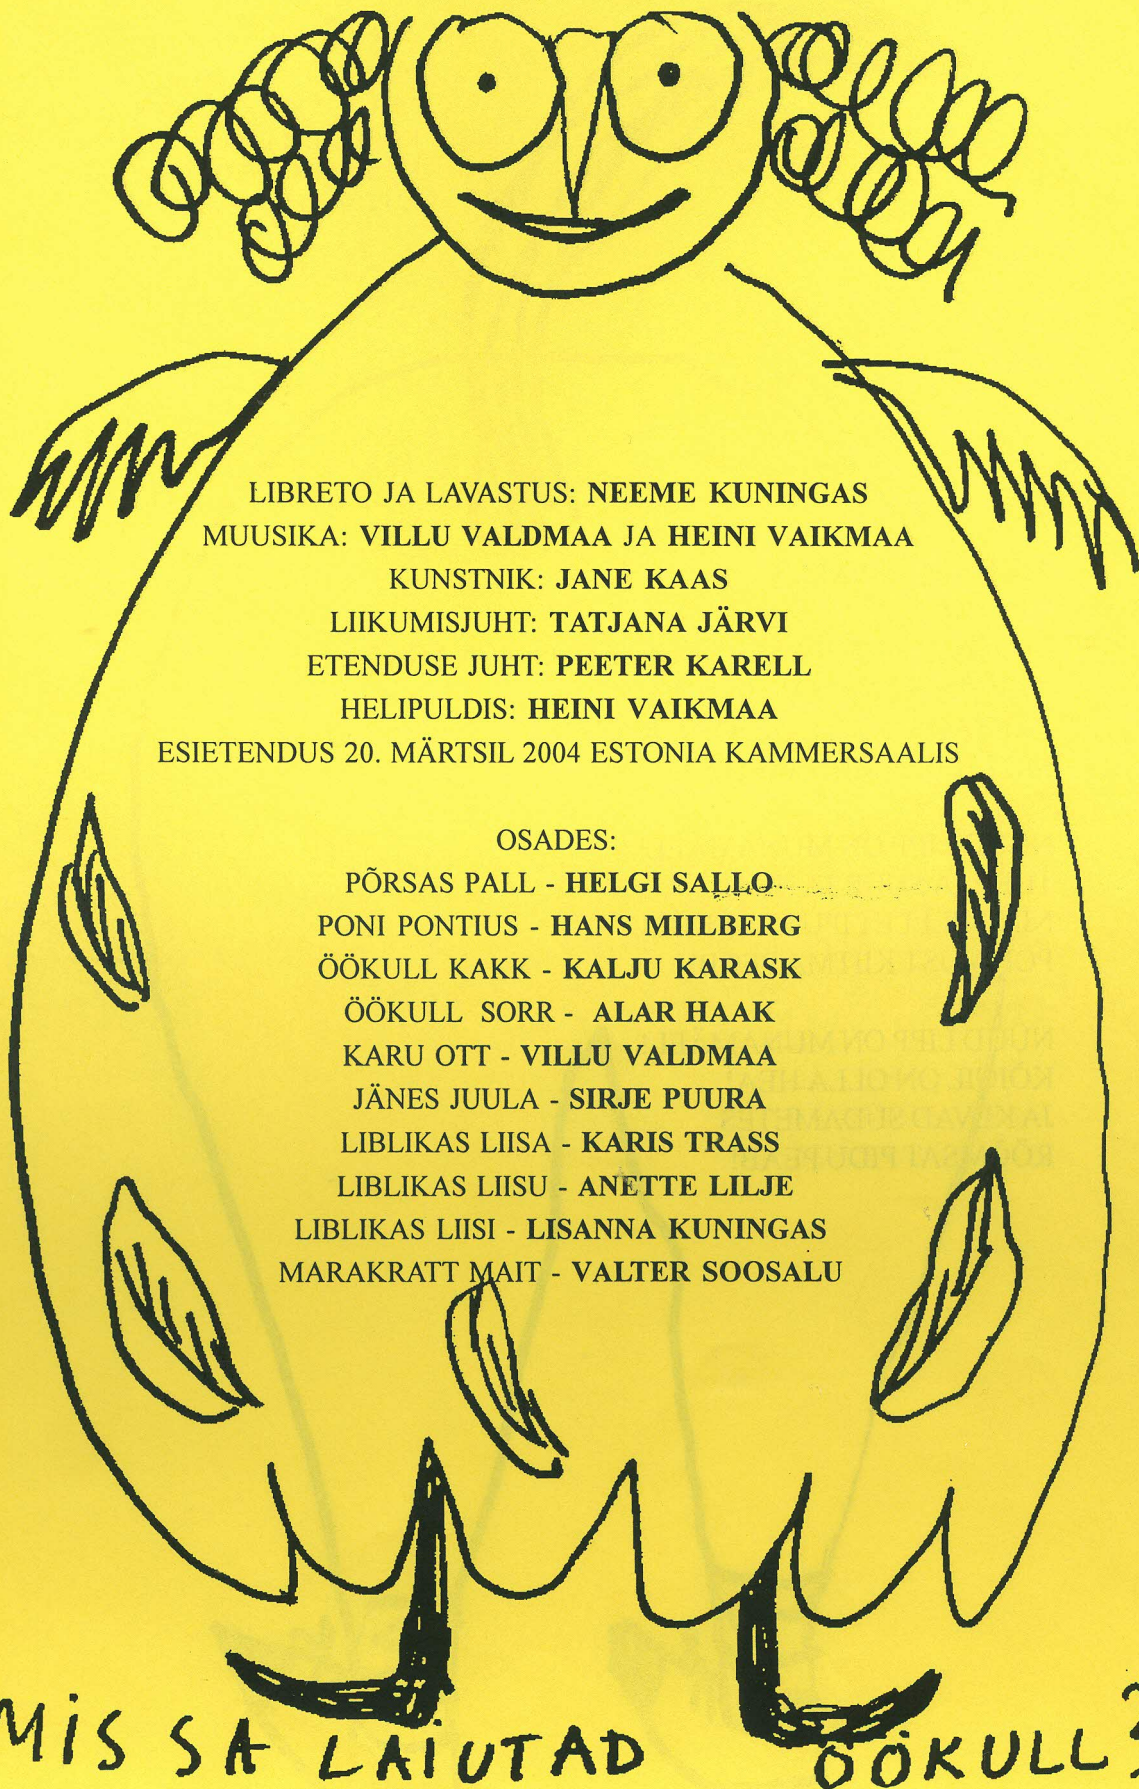 LIBRETO JA LAVASTUS: NEEME KUNINGAS
MUUSIKA: VILLU VALDMAA JA HEINI VAIKMAA
KUNSTNIK: JANE KAAS
LIIKUMISJUHT: TATJANA JÄRVI
ETENDUSE JUHT: PEETER KARELL
HELIPULDIS: HEINI VAIKMAA
ESIETENDUS 20. MÄRTSIL 2004 ESTONIA KAMMERSAALIS
OSADES:
PÕRSAS PALL - HELGI SALLO
PONI PONTIUS - HANS MIILBERG
ÖÖKULL KAKK - KALJU KARASK
ÖÖKULL SORR - ALAR HAAK
KARU OTT - VILLU VALDMAA
JÄNES JUULA - SIRJE PUURA
LIBLIKAS LIISA - KARIS TRASS
LIBLIKAS LIISU - ANETTE LILJE
LIBLIKAS LIISI - LISANNA KUNINGAS
MARAKRATT MAIT - VALTER SOOSALU
MIS SA LAIUTAD ÖÖKULL?